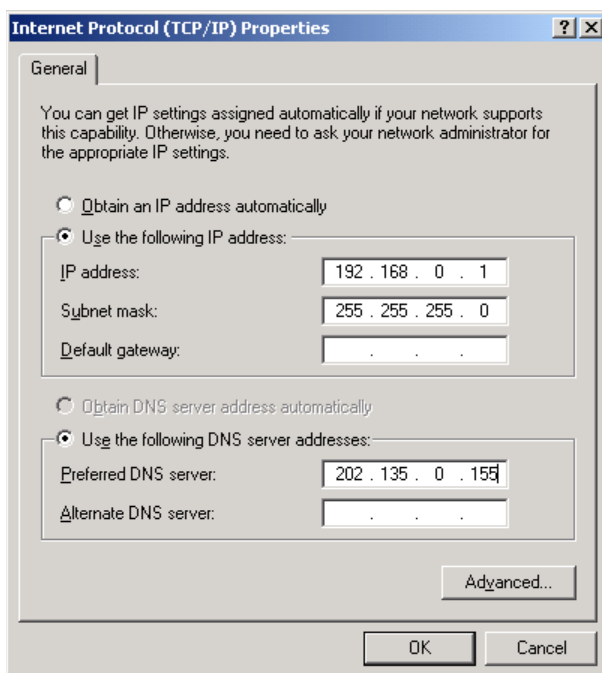 Internet Protocol (TCP/IP) Properties
General
You can get IP settings assigned automatically if your network supports
this capability. Otherwise, you need to ask your network administrator for
the appropriate IP settings.
Obtain an IP address automatically
Use the following IP address:
IP address: 192 . 168 . 0 . 1
Subnet mask: 255 . 255 . 255 . 0
Default gateway: . . .
Obtain DNS server address automatically
Use the following DNS server addresses:
Preferred DNS server: 202 . 135 . 0 . 155
Alternate DNS server: . . .
Advanced...
OK Cancel